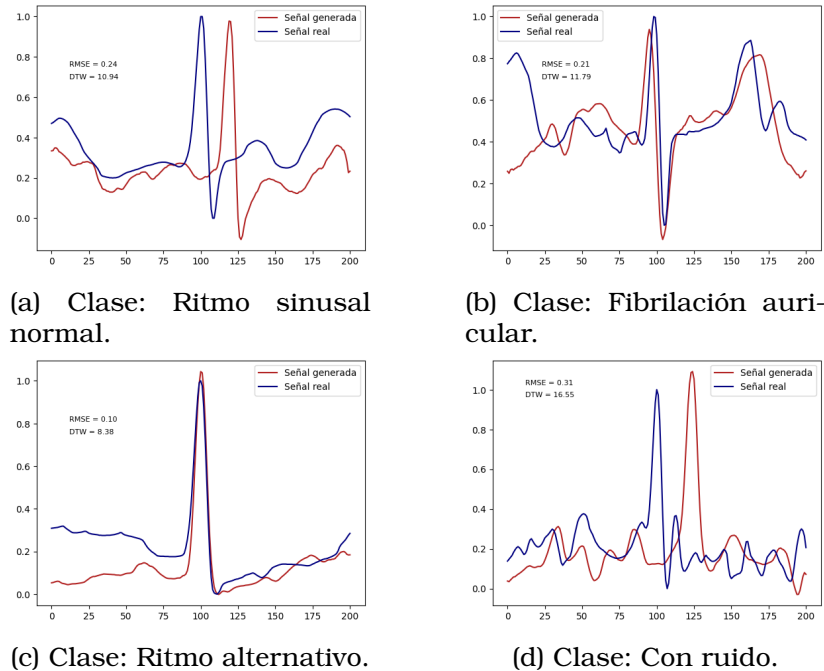 1.0
0.8
0.6
0.4
0.2
0.0
RMSE = 0.24
DTW = 10.94
Señal generada
Señal real
0 25 50 75 100 125 150 175 200
(a) Clase: Ritmo sinusal
normal.
1.0
0.8
0.6
0.4
0.2
0.0
RMSE = 0.21
DTW = 11.79
Señal generada
Señal real
0 25 50 75 100 125 150 175 200
(b) Clase: Fibrilación auri-
cular.
1.0
0.8
0.6
0.4
0.2
0.0
RMSE = 0.10
DTW = 8.38
Señal generada
Señal real
0 25 50 75 100 125 150 175 200
(c) Clase: Ritmo alternativo.
1.0
0.8
0.6
0.4
0.2
0.0
RMSE = 0.31
DTW = 16.55
Señal generada
Señal real
0 25 50 75 100 125 150 175 200
(d) Clase: Con ruido.